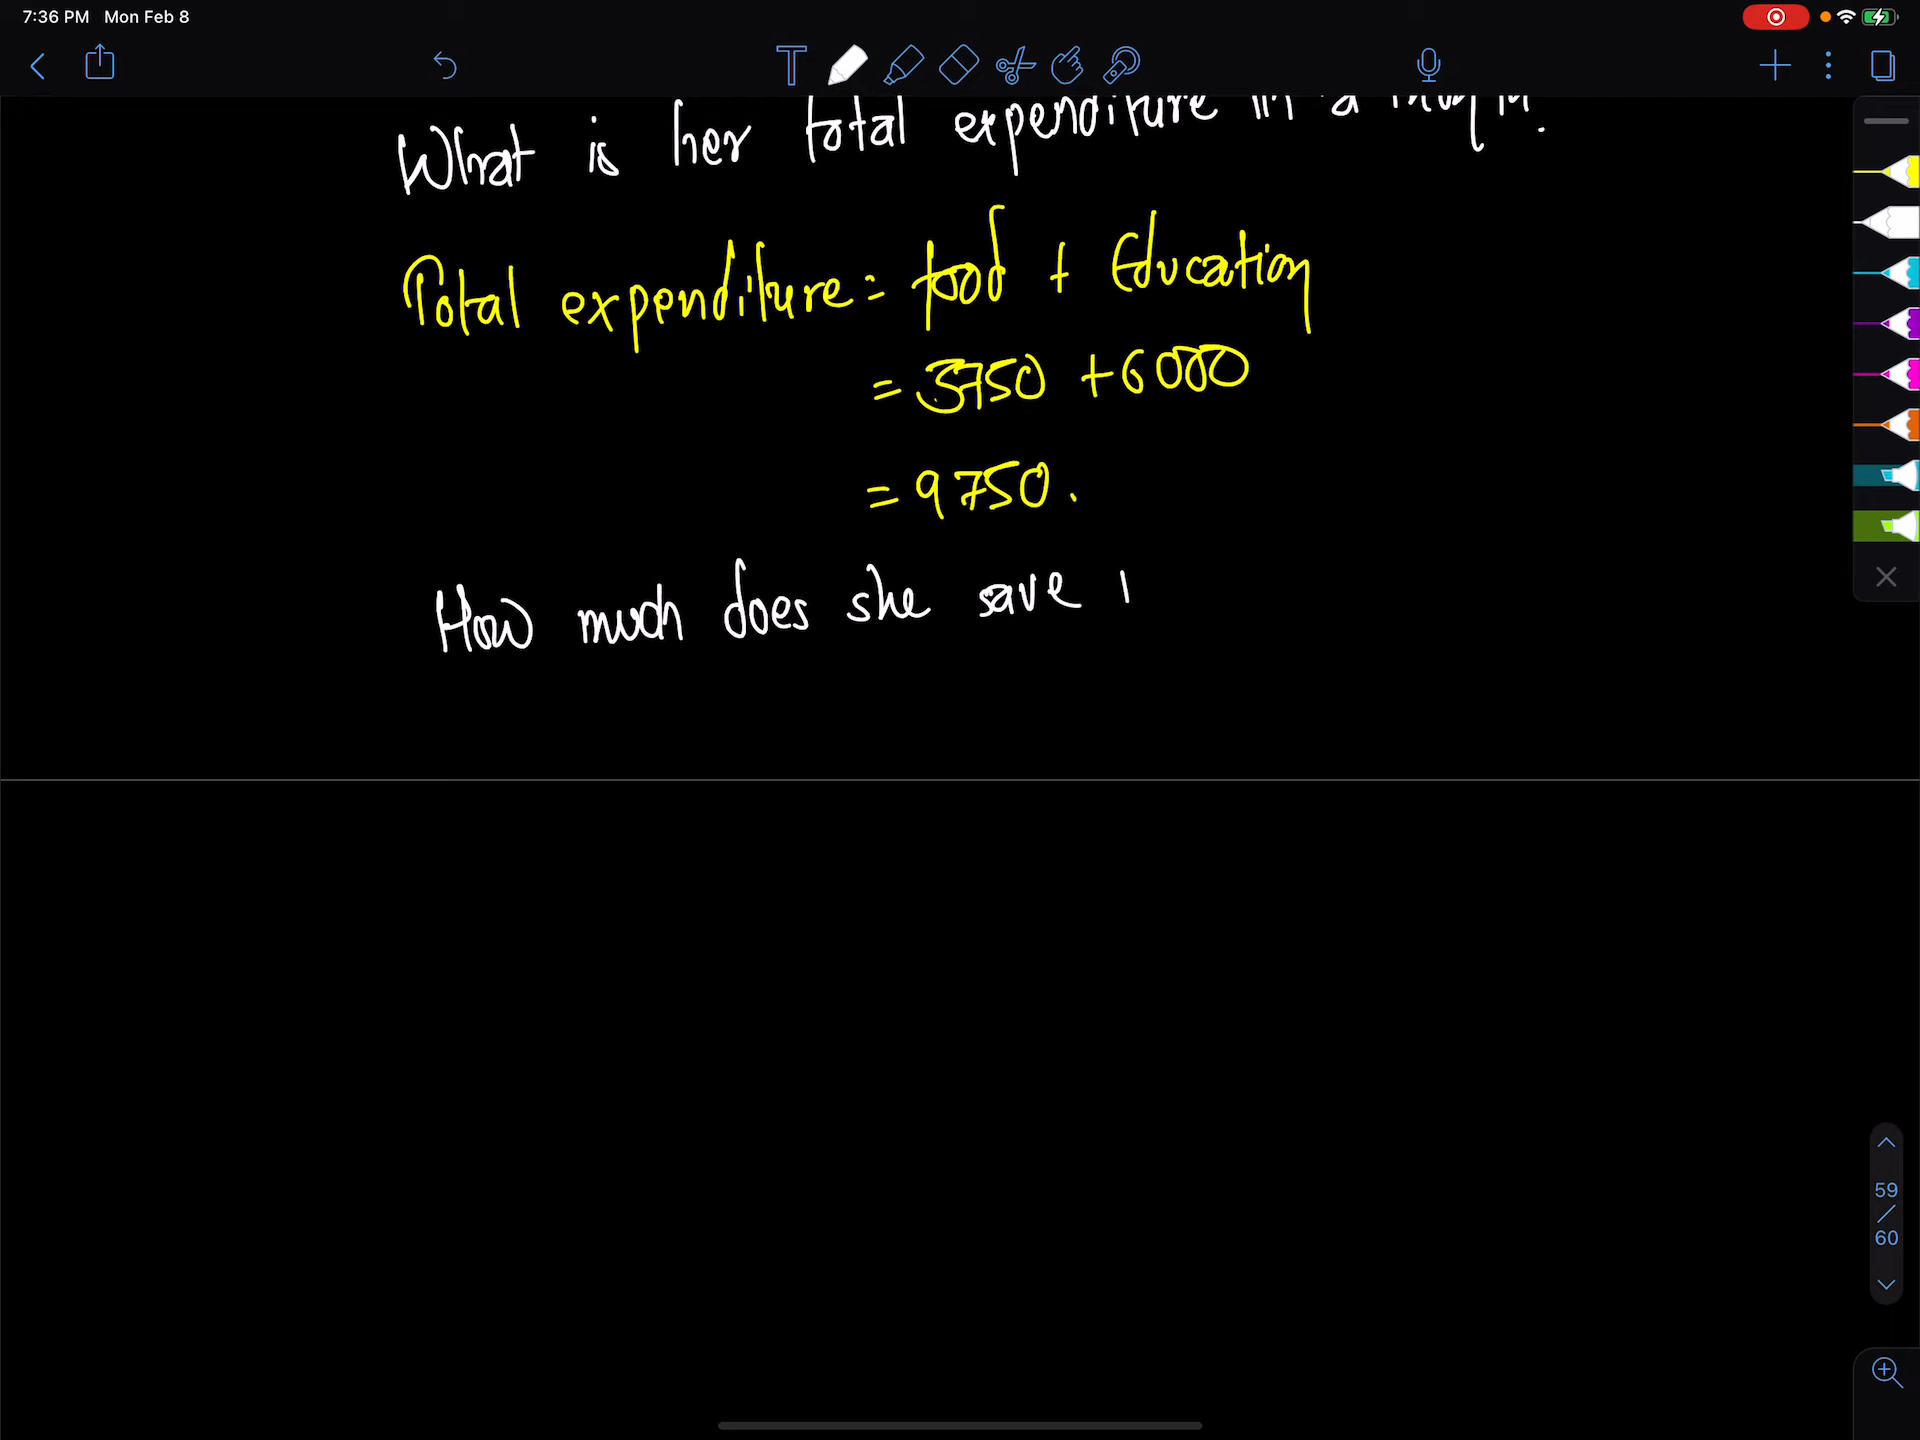 7:36 PM Mon Feb 8
What is her total expenditure in a
Total expenditure = food + Education
= 3750 + 6000
= 9750.
How much does she save
59
/
60